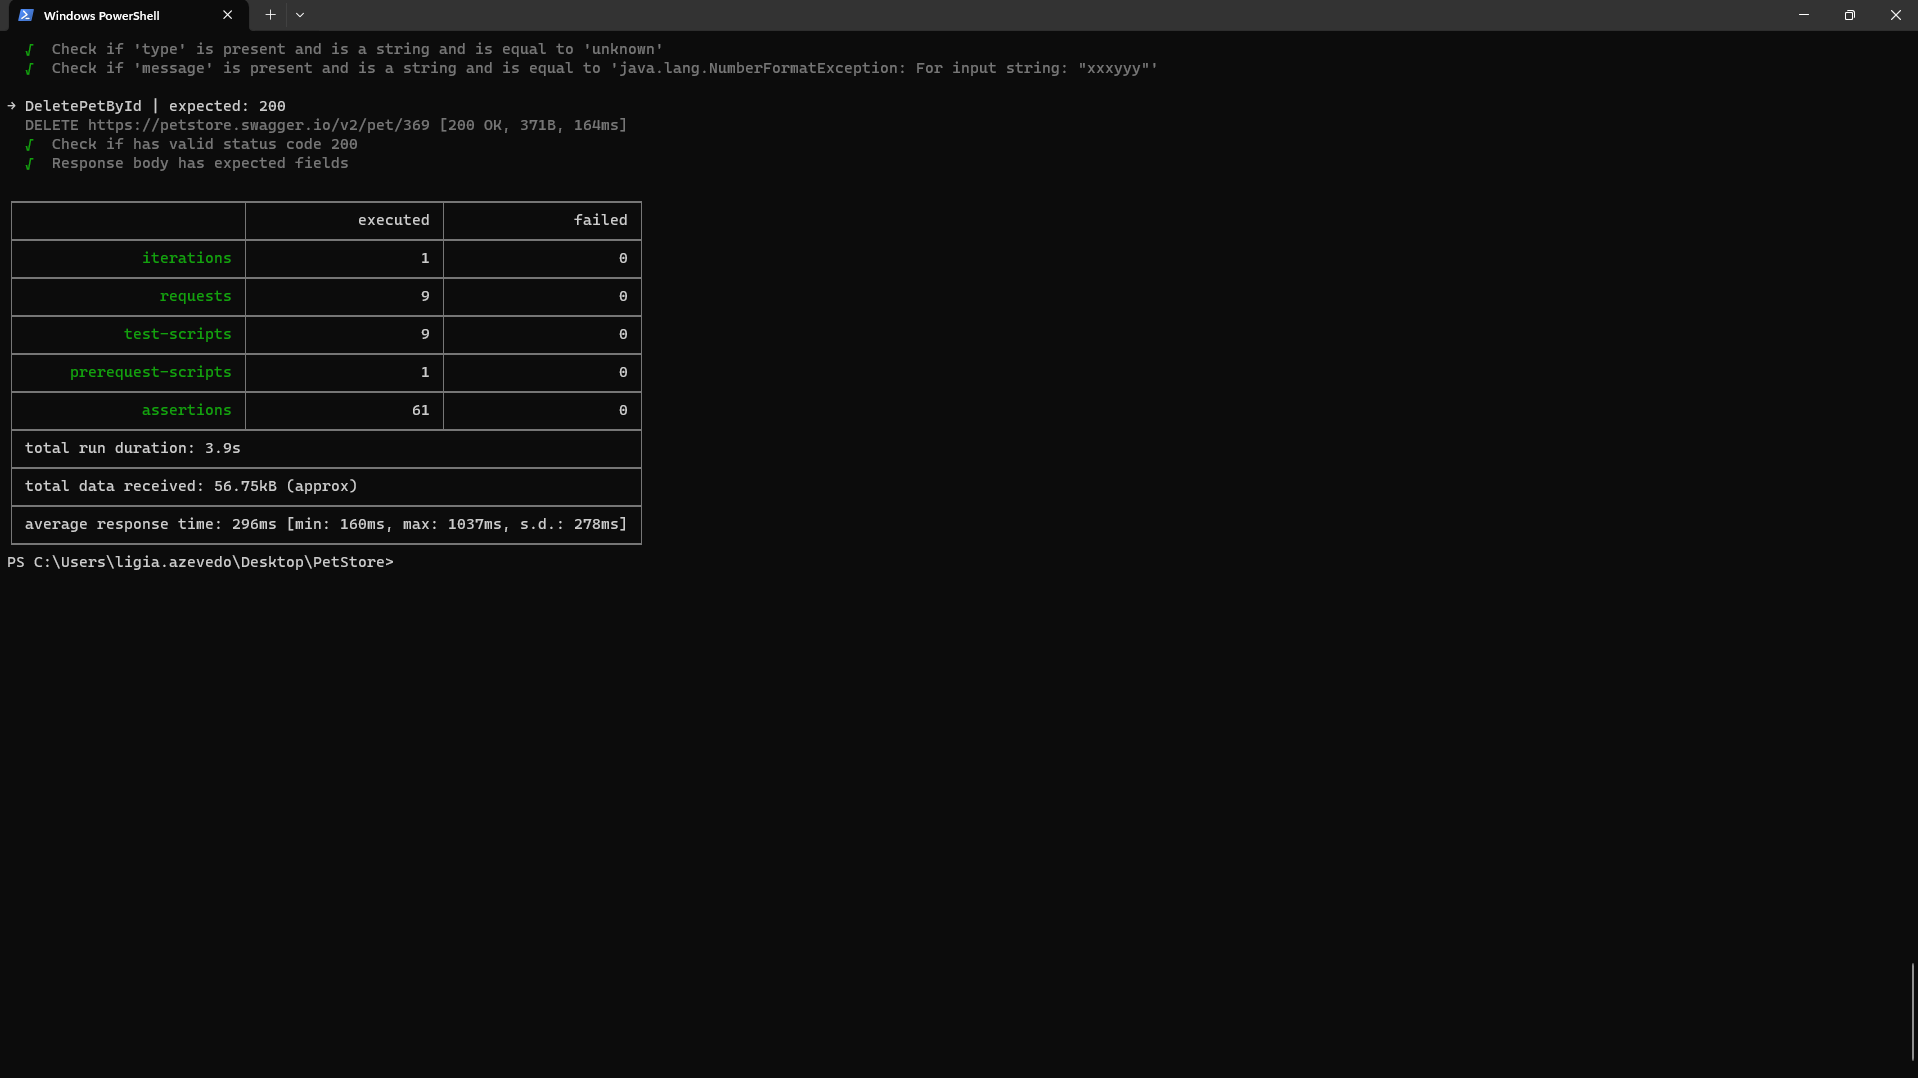 Windows PowerShell
√ Check if 'type' is present and is a string and is equal to 'unknown'
√ Check if 'message' is present and is a string and is equal to 'java.lang.NumberFormatException: For input string: "xxxyyy"'
→ DeletePetById | expected: 200
DELETE https://petstore.swagger.io/v2/pet/369 [200 OK, 371B, 164ms]
√ Check if has valid status code 200
√ Response body has expected fields
executed failed
iterations 1 0
requests 9 0
test-scripts 9 0
prerequest-scripts 1 0
assertions 61 0
total run duration: 3.9s
total data received: 56.75kB (approx)
average response time: 296ms [min: 160ms, max: 1037ms, s.d.: 278ms]
PS C:\Users\ligia.azevedo\Desktop\PetStore>